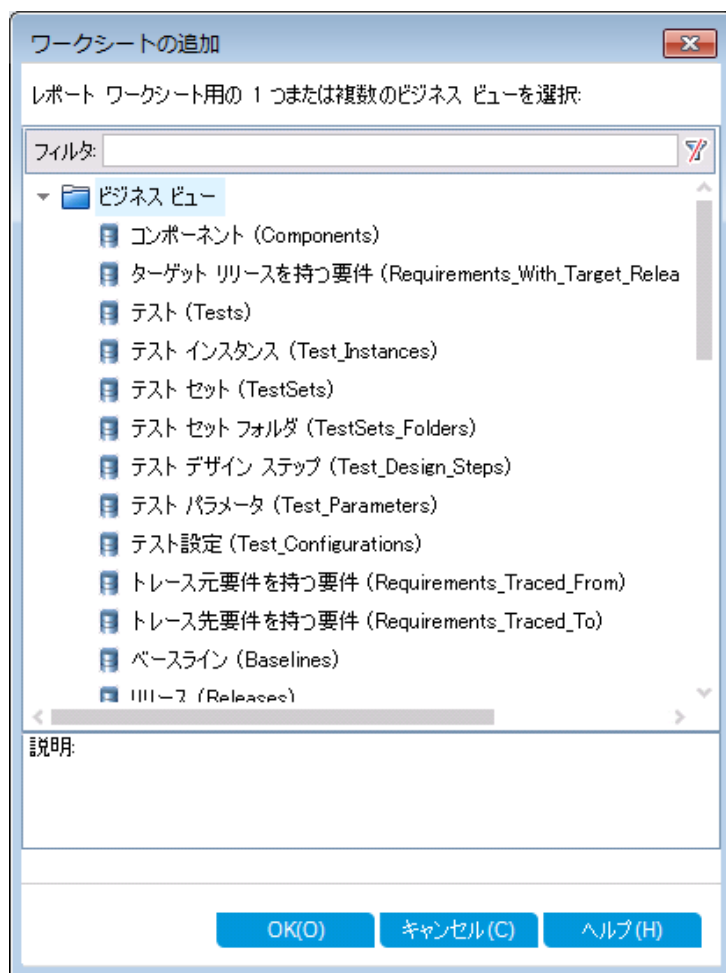 ワークシートの追加
レポート ワークシート用の 1 つまたは複数のビジネス ビューを選択:
フィルタ:
ビジネス ビュー
コンポーネント (Components)
ターゲット リリースを持つ要件 (Requirements_With_Target_Relea
テスト (Tests)
テスト インスタンス (Test_Instances)
テスト セット (TestSets)
テスト セット フォルダ (TestSets_Folders)
テスト デザイン ステップ (Test_Design_Steps)
テスト パラメータ (Test_Parameters)
テスト設定 (Test_Configurations)
トレース元要件を持つ要件 (Requirements_Traced_From)
トレース先要件を持つ要件 (Requirements_Traced_To)
ベースライン (Baselines)
リリース (Releases)
説明:
OK(O) キャンセル(C) ヘルプ(H)